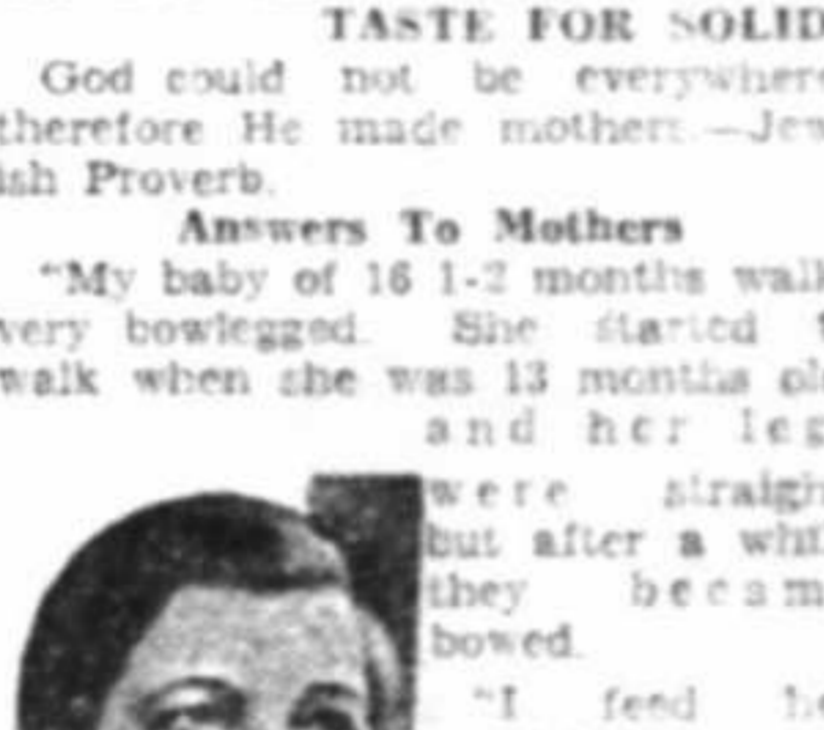 TASTE FOR SOLID
God could not be everywhere
therefore He made mothers.—Jew
ish Proverb.
Answers To Mothers
"My baby of 16 1-2 months walk
very bowlegged. She started t
walk when she was 13 months old
and her leg
were straigh
but after a whil
they becam
bowed.
"I feed he